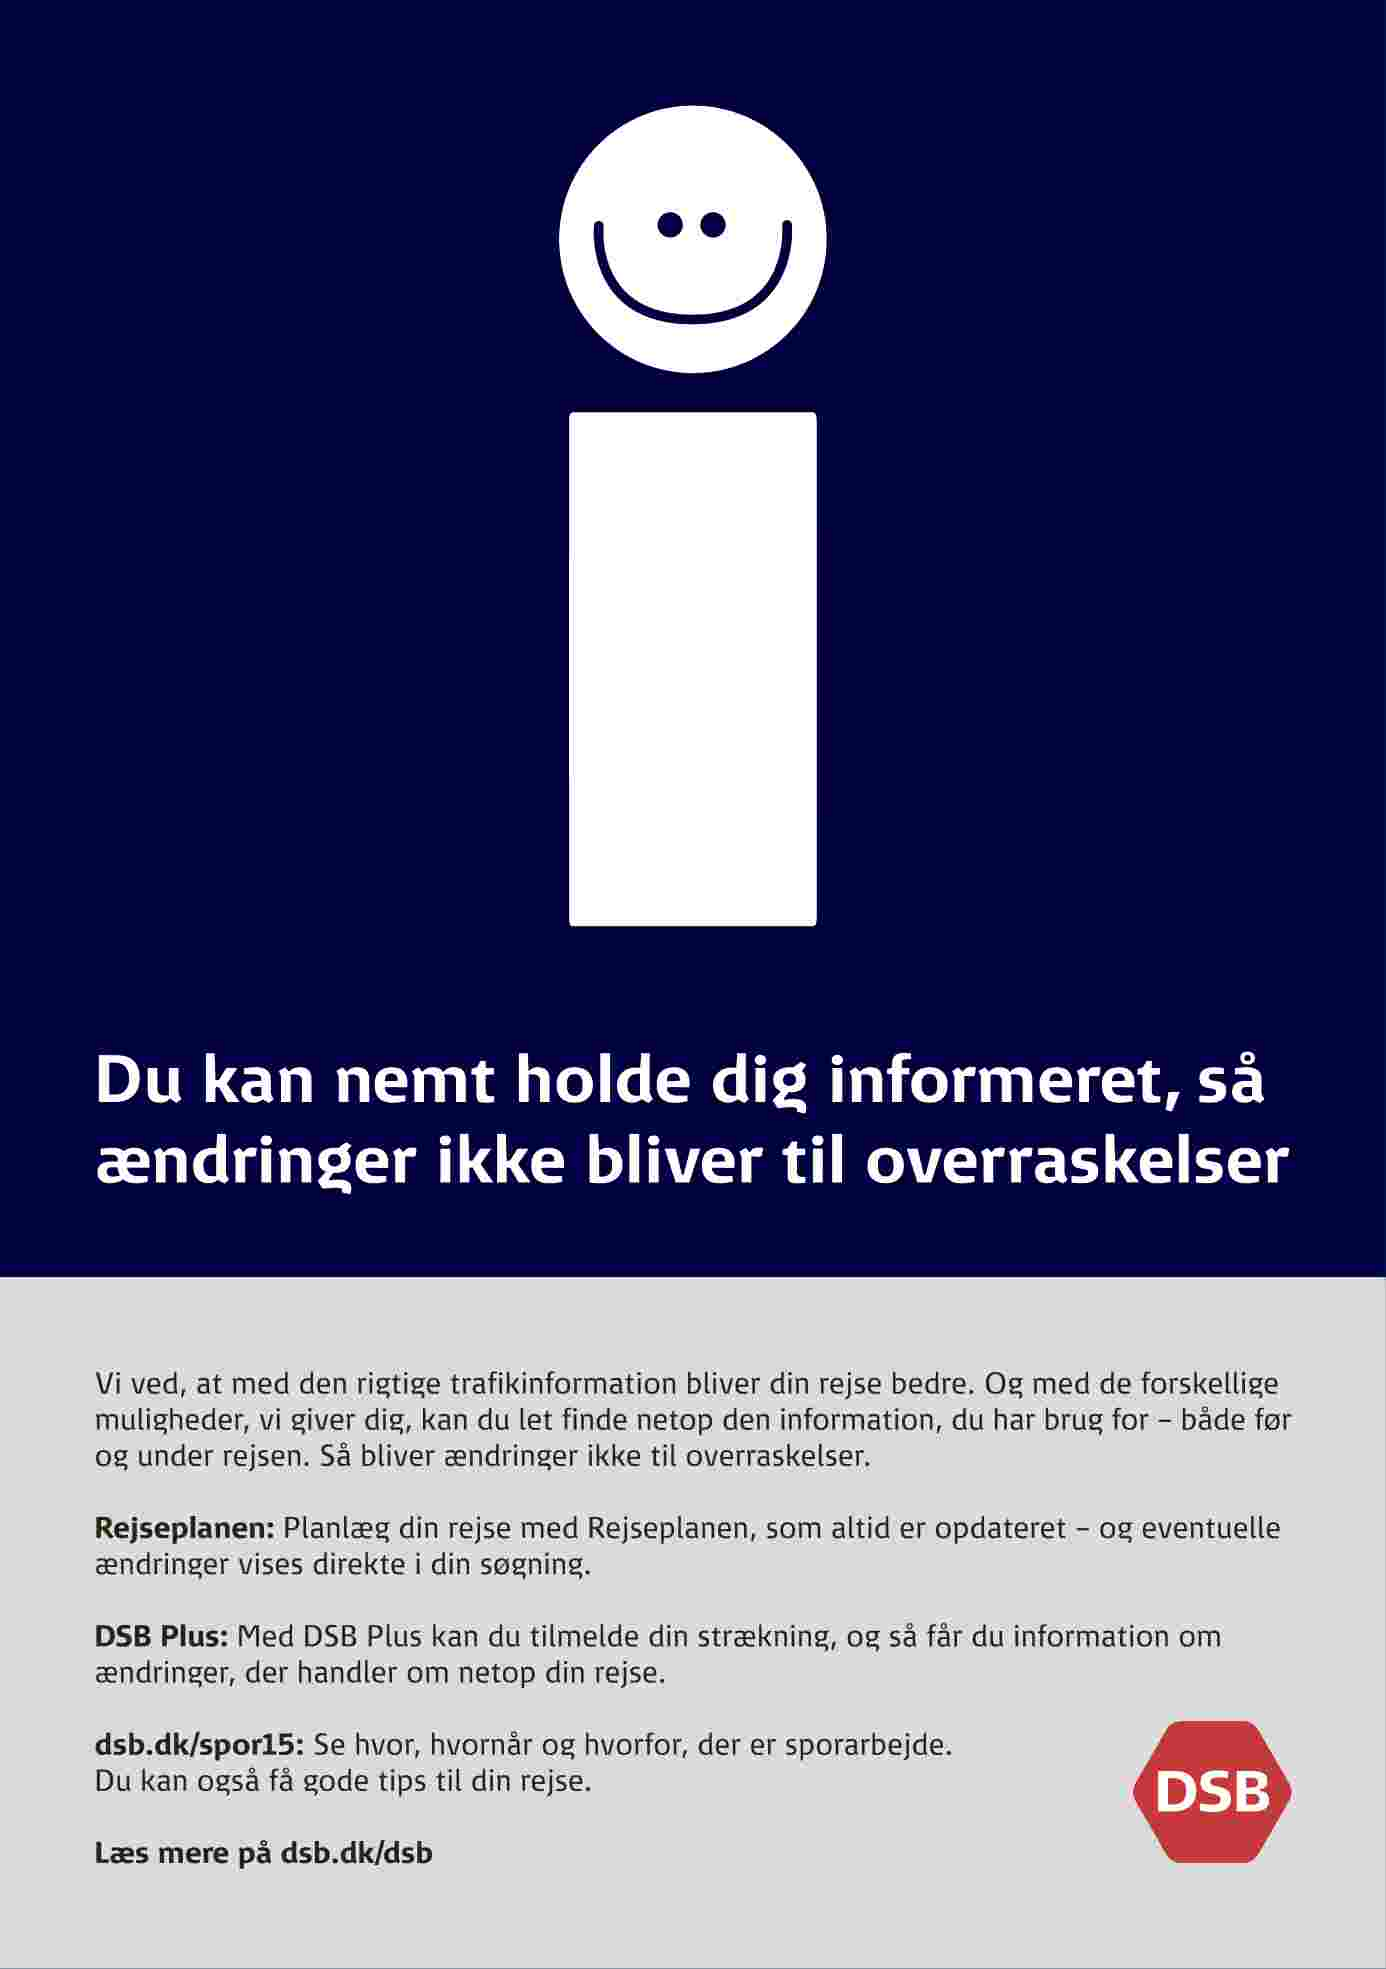 Du kan nemt holde dig informeret, så
ændringer ikke bliver til overraskelser
Vi ved, at med den rigtige trafikinformation bliver din rejse bedre. Og med de forskellige
muligheder, vi giver dig, kan du let finde netop den information, du har brug for – både før
og under rejsen. Så bliver ændringer ikke til overraskelser.
Rejseplanen: Planlæg din rejse med Rejseplanen, som altid er opdateret – og eventuelle
ændringer vises direkte i din søgning.
DSB Plus: Med DSB Plus kan du tilmelde din strækning, og så får du information om
ændringer, der handler om netop din rejse.
dsb.dk/spor15: Se hvor, hvornår og hvorfor, der er sporarbejde.
Du kan også få gode tips til din rejse.
Læs mere på dsb.dk/dsb
DSB